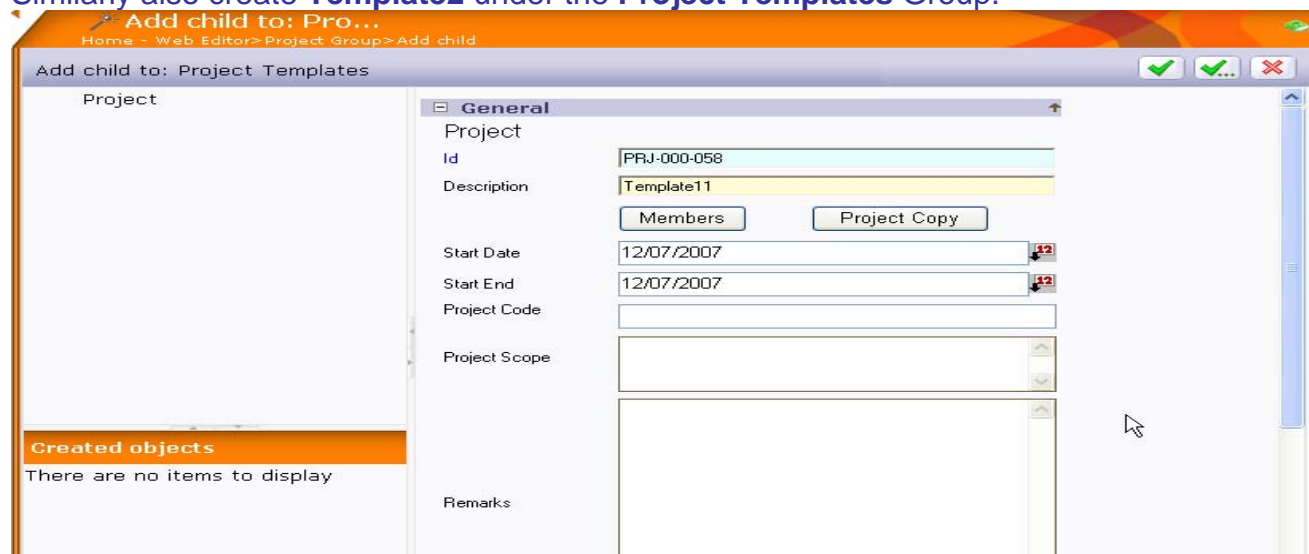 Similarly also create Template2 under the Project Templates Group.
Add child to: Pro...
Home - Web Editor>Project Group>Add child
Add child to: Project Templates
Project
General
Project
Id
PRJ-000-058
Description
Template11
Members
Project Copy
Start Date
12/07/2007
12
Start End
12/07/2007
12
Project Code
Project Scope
Created objects
There are no items to display
Remarks